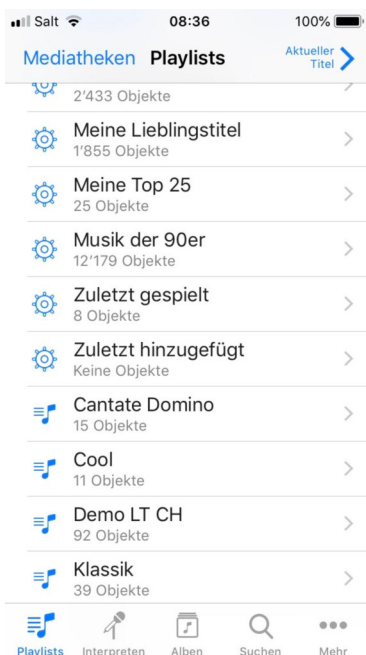 Salt 08:36 100%
Mediatheken Playlists Aktueller
Titel
2’433 Objekte
Meine Lieblingstitel
1’855 Objekte
Meine Top 25
25 Objekte
Musik der 90er
12’179 Objekte
Zuletzt gespielt
8 Objekte
Zuletzt hinzugefügt
Keine Objekte
Cantate Domino
15 Objekte
Cool
11 Objekte
Demo LT CH
92 Objekte
Klassik
39 Objekte
Playlists Interpreten Alben Suchen Mehr